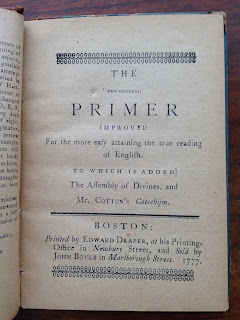 THE
NEW-ENGLAND
PRIMER
IMPROVED
For the more easy attaining the true reading
of English.
TO WHICH IS ADDED
The Assembly of Divines, and
Mr. COTTON's Catechism.
BOSTON:
Printed by EDWARD DRAPER, at his Printing-
Office in Newbury Street, and Sold by
JOHN BOYLE in Marlborough Street. 1777.